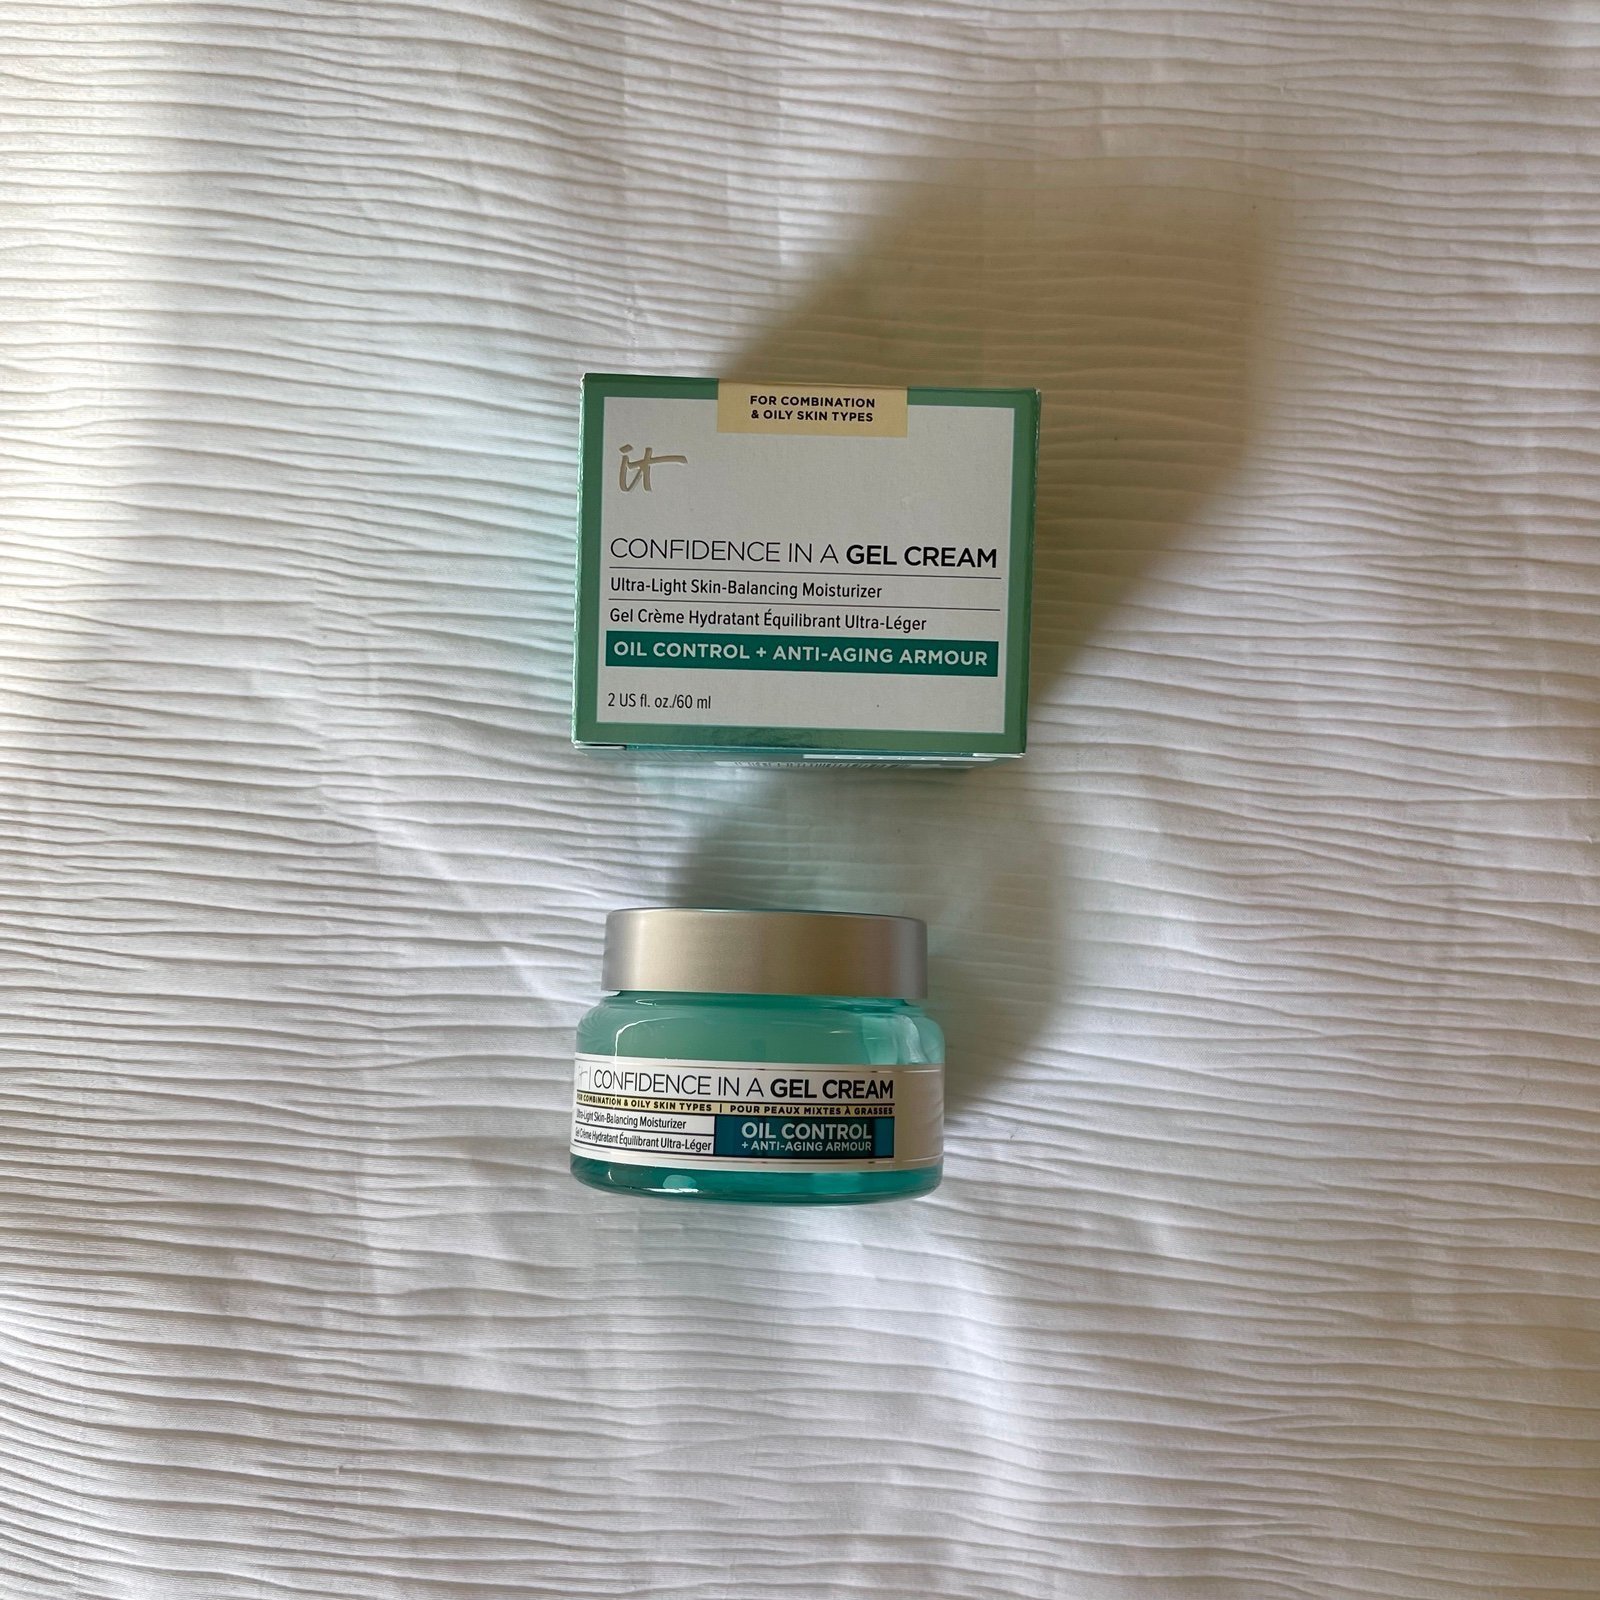 FOR COMBINATION
& OILY SKIN TYPES
it
CONFIDENCE IN A GEL CREAM
Ultra-Light Skin-Balancing Moisturizer
Gel Crème Hydratant Équilibrant Ultra-Léger
OIL CONTROL + ANTI-AGING ARMOUR
2 US fl. oz./60 ml
it | CONFIDENCE IN A GEL CREAM
FOR COMBINATION & OILY SKIN TYPES | POUR PEAUX MIXTES À GRASSES
Ultra-Light Skin-Balancing Moisturizer
Gel Crème Hydratant Équilibrant Ultra-Léger
OIL CONTROL
+ ANTI-AGING ARMOUR